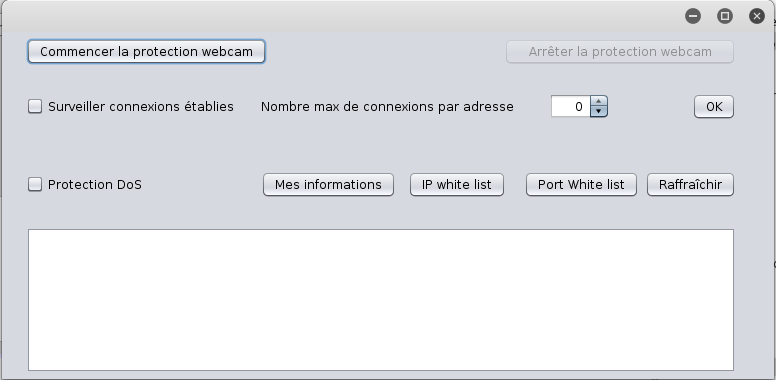 Commencer la protection webcam
Arrêter la protection webcam
Surveiller connexions établies
Nombre max de connexions par adresse
0
OK
Protection DoS
Mes informations
IP white list
Port White list
Raffraîchir